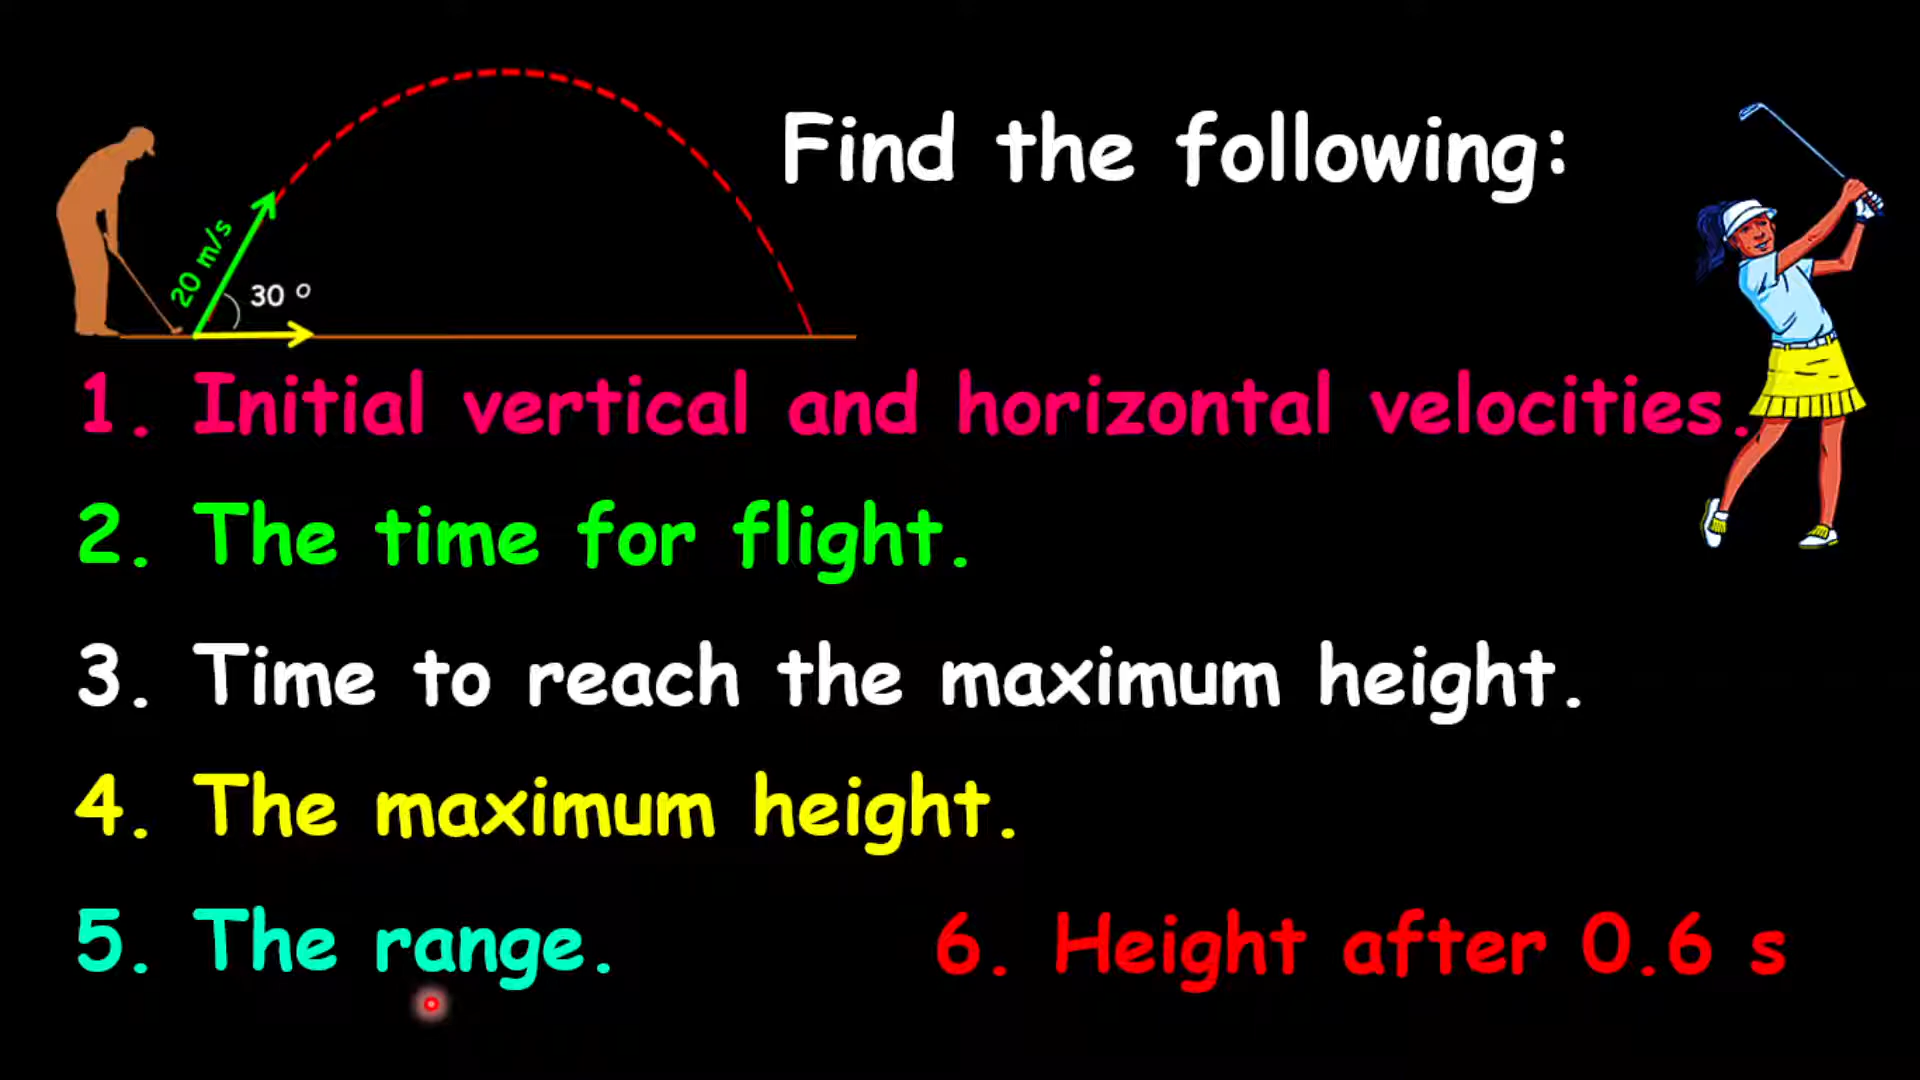 Find the following:
20 m/s
30 º
1. Initial vertical and horizontal velocities.
2. The time for flight.
3. Time to reach the maximum height.
4. The maximum height.
5. The range.
6. Height after 0.6 s